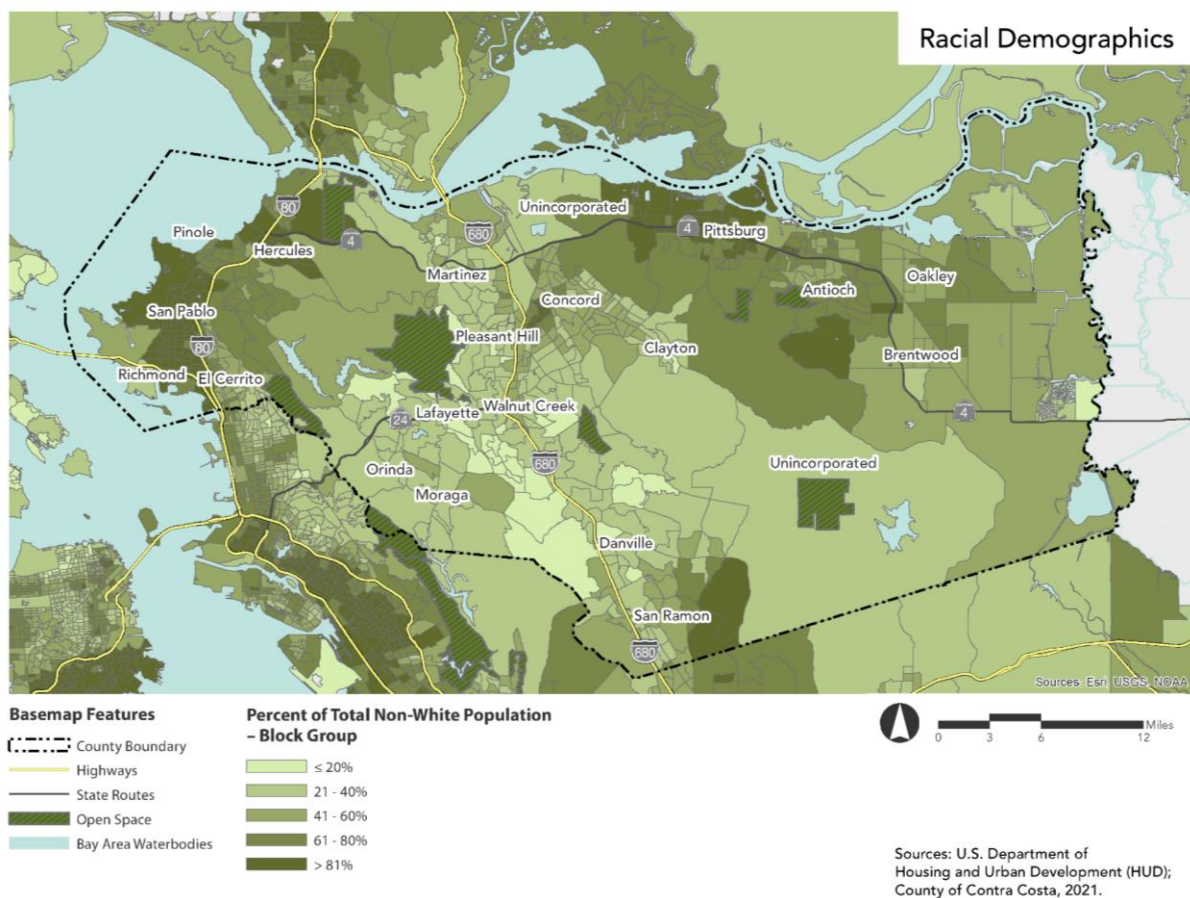 Racial Demographics
80
Pinole
Hercules
4
680
Unincorporated
4
Pittsburg
Martinez
Oakley
Antioch
Concord
San Pablo
80
Pleasant Hill
Clayton
Brentwood
Richmond
El Cerrito
24
Lafayette
Walnut Creek
4
680
Orinda
Unincorporated
Moraga
Danville
San Ramon
680
Sources: Esri, USGS, NOAA
Basemap Features
County Boundary
Highways
State Routes
Open Space
Bay Area Waterbodies
Percent of Total Non-White Population
– Block Group
≤ 20%
21 - 40%
41 - 60%
61 - 80%
> 81%
Miles
0 3 6 12
Sources: U.S. Department of
Housing and Urban Development (HUD);
County of Contra Costa, 2021.